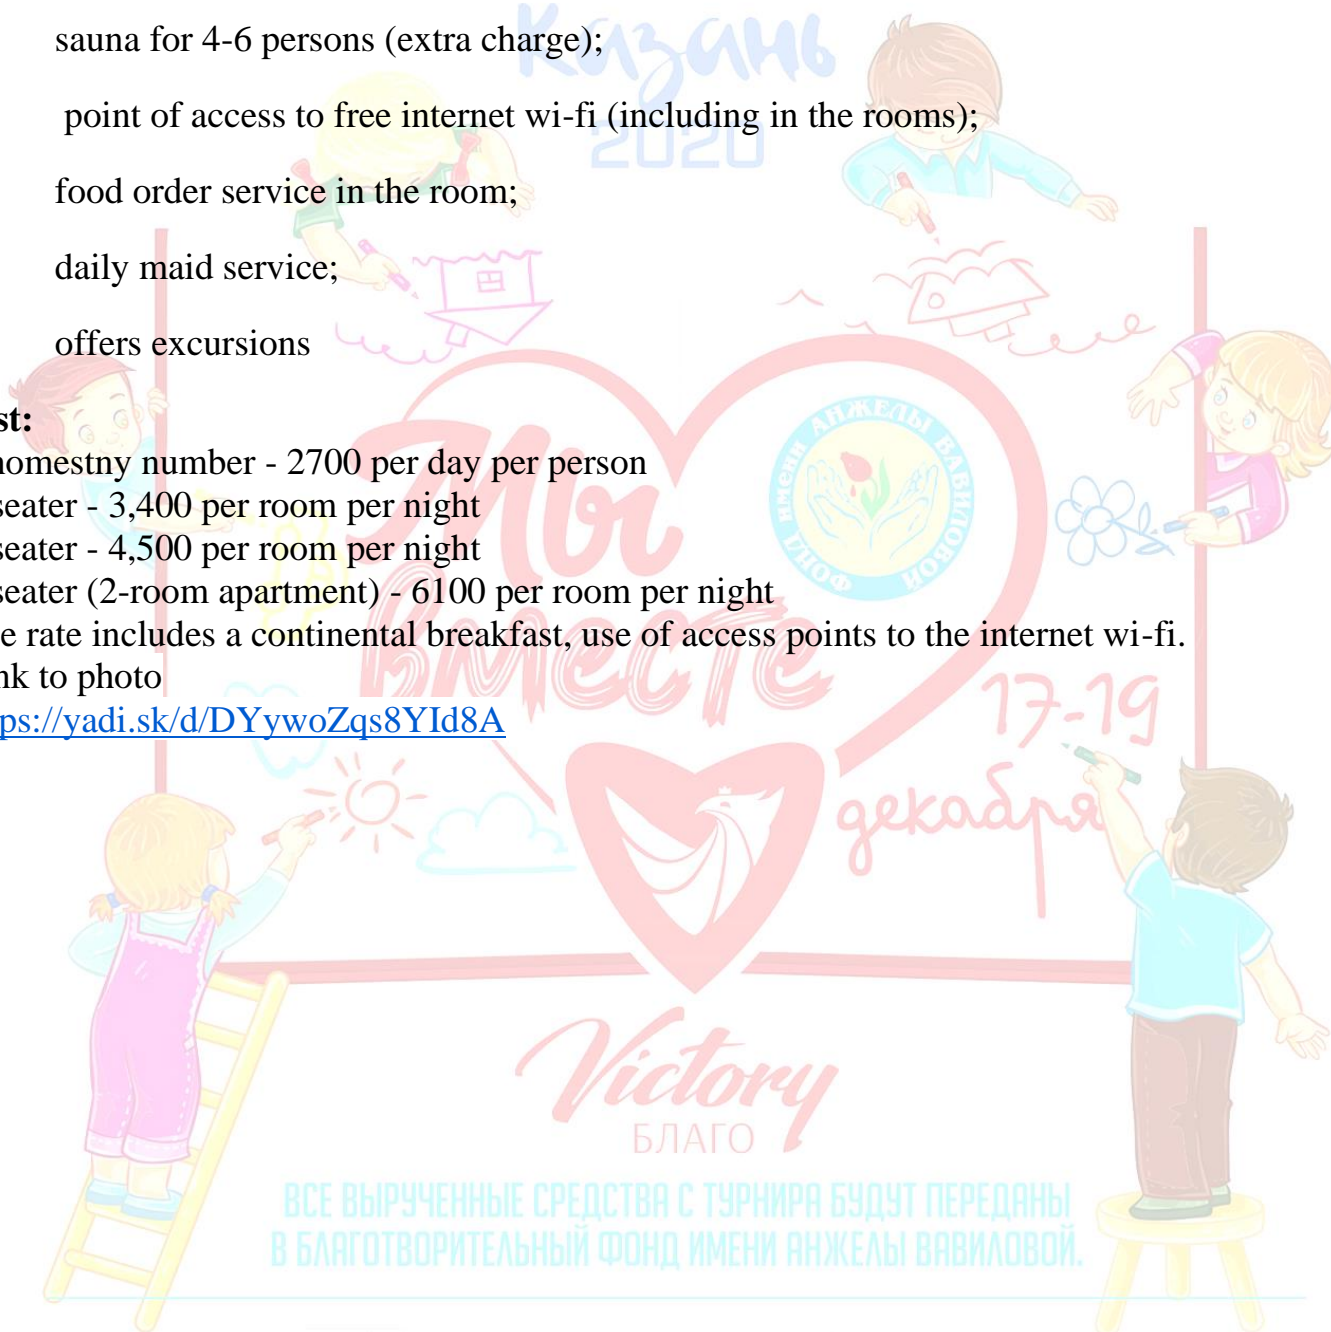 Казань
2020
sauna for 4-6 persons (extra charge);
point of access to free internet wi-fi (including in the rooms);
food order service in the room;
daily maid service;
offers excursions
st:
nomestny number - 2700 per day per person
seater - 3,400 per room per night
seater - 4,500 per room per night
seater (2-room apartment) - 6100 per room per night
e rate includes a continental breakfast, use of access points to the internet wi-fi.
nk to photo
ps://yadi.sk/d/DYywoZqs8YId8A
Мы
вместе
ФОНД ИМЕНИ АНЖЕЛЫ ВАВИЛОВОЙ
17-19
декабря
Victory
БЛАГО
ВСЕ ВЫРУЧЕННЫЕ СРЕДСТВА С ТУРНИРА БУДУТ ПЕРЕДАНЫ
В БЛАГОТВОРИТЕЛЬНЫЙ ФОНД ИМЕНИ АНЖЕЛЫ ВАВИЛОВОЙ.